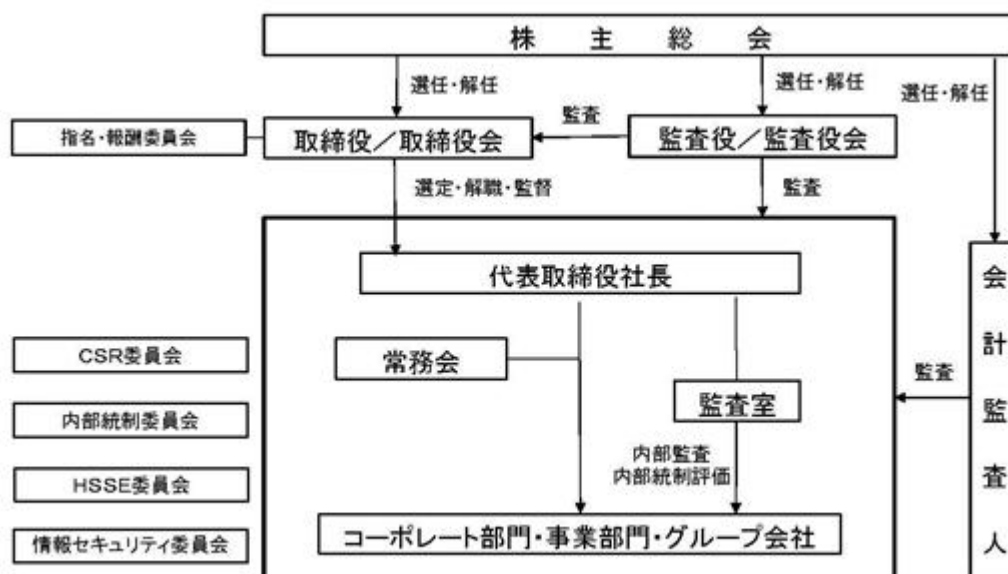 株主総会
選任・解任
選任・解任
選任・解任
指名・報酬委員会
取締役／取締役会
監査
監査役／監査役会
選定・解職・監督
監査
代表取締役社長
CSR委員会
常務会
内部統制委員会
監査室
監査
会計監査人
内部監査
内部統制評価
HSSE委員会
情報セキュリティ委員会
コーポレート部門・事業部門・グループ会社